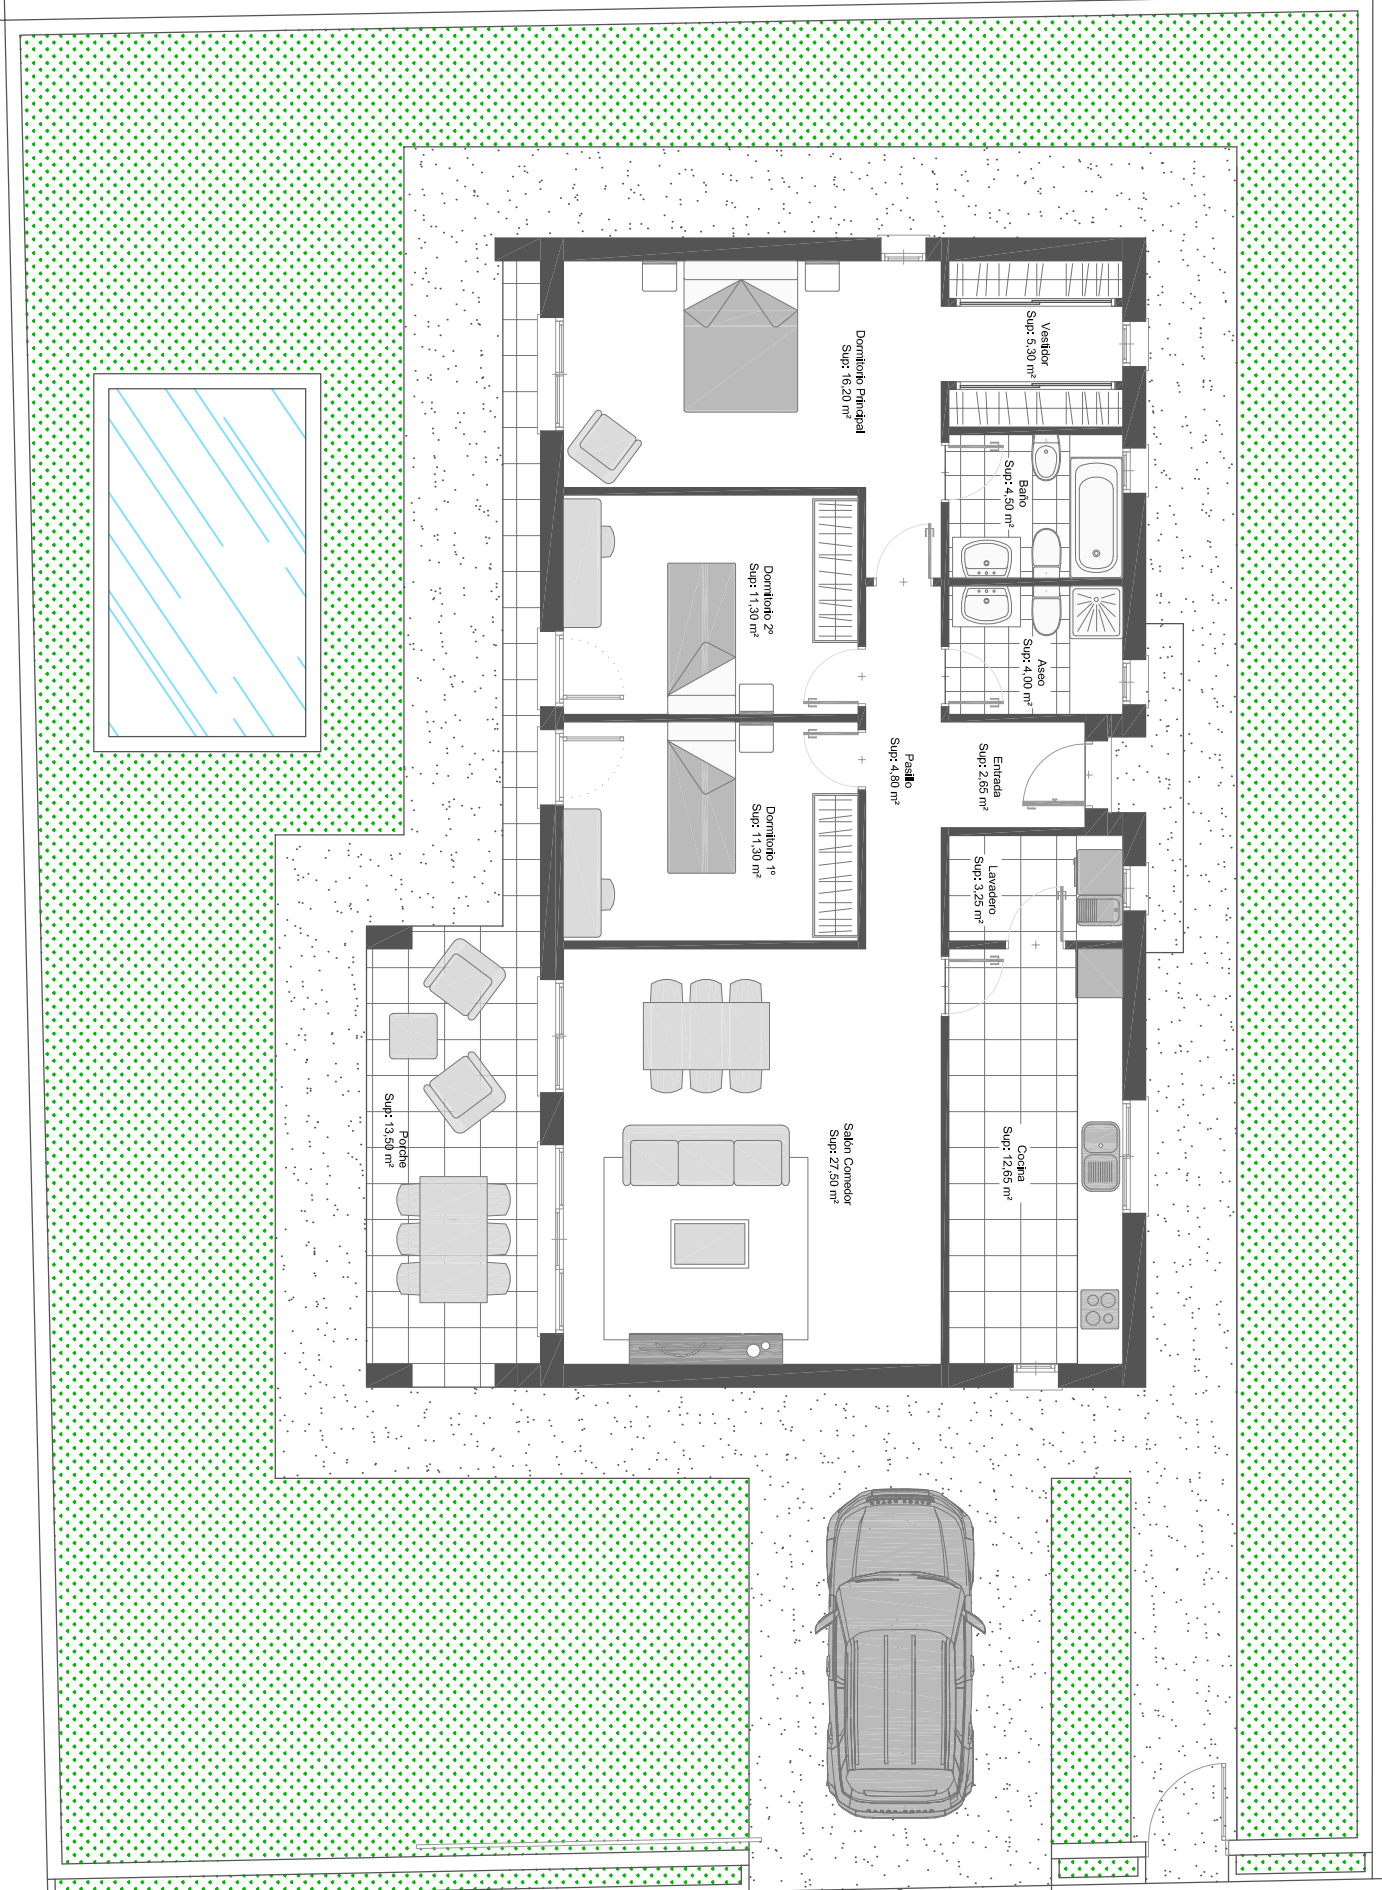 Vestidor
Sup: 5,30 m²
Dormitorio Principal
Sup: 16,20 m²
Baño
Sup: 4,50 m²
Dormitorio 2º
Sup: 11,30 m²
Aseo
Sup: 4,00 m²
Pasillo
Sup: 4,80 m²
Entrada
Sup: 2,65 m²
Dormitorio 1º
Sup: 11,30 m²
Lavadero
Sup: 3,25 m²
Salón Comedor
Sup: 27,50 m²
Cocina
Sup: 12,65 m²
Porche
Sup: 13,50 m²